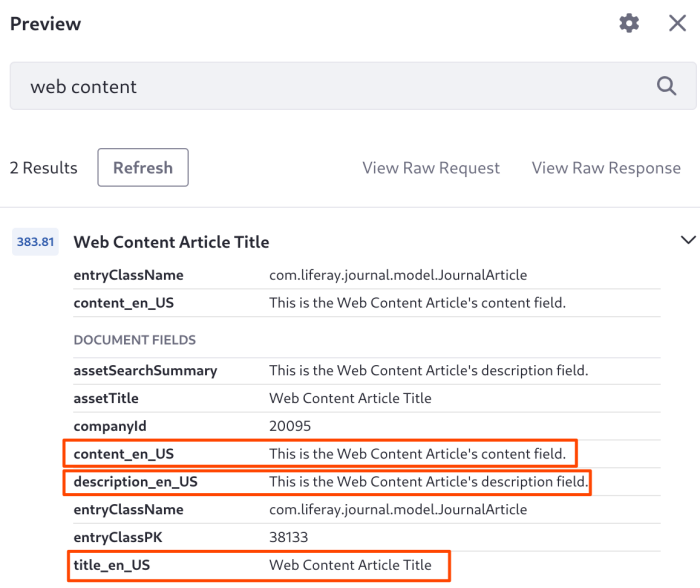 Preview
web content
2 Results Refresh View Raw Request View Raw Response
383.81 Web Content Article Title
entryClassName com.liferay.journal.model.JournalArticle
content_en_US This is the Web Content Article's content field.
DOCUMENT FIELDS
assetSearchSummary This is the Web Content Article's description field.
assetTitle Web Content Article Title
companyId 20095
content_en_US This is the Web Content Article's content field.
description_en_US This is the Web Content Article's description field.
entryClassName com.liferay.journal.model.JournalArticle
entryClassPK 38133
title_en_US Web Content Article Title